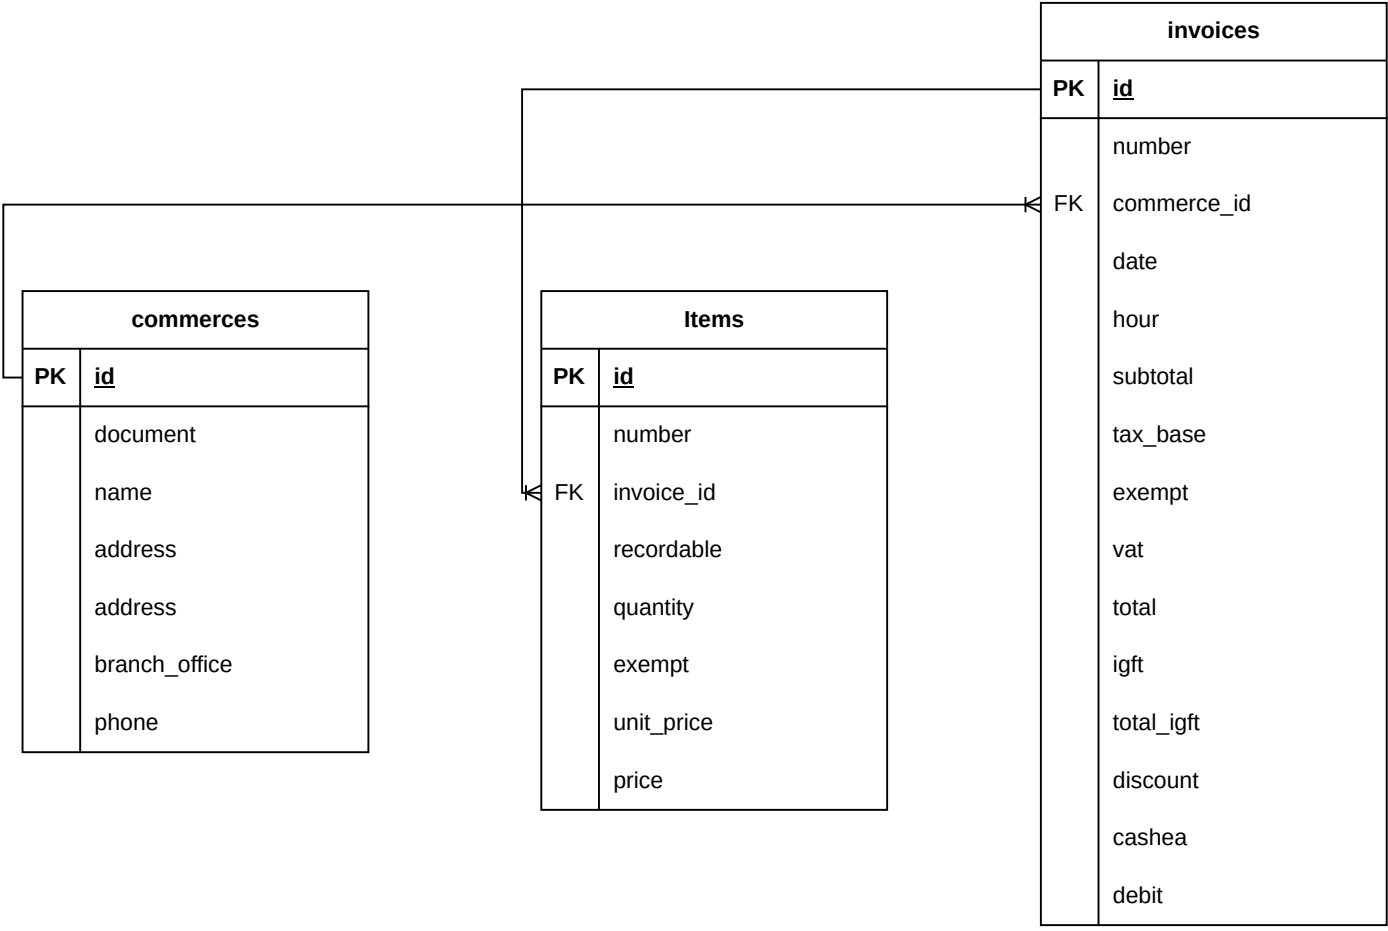 invoices
PK id
number
FK commerce_id
date
hour
subtotal
tax_base
exempt
vat
total
igft
total_igft
discount
cashea
debit
commerces
PK id
document
name
address
address
branch_office
phone
Items
PK id
number
FK invoice_id
recordable
quantity
exempt
unit_price
price